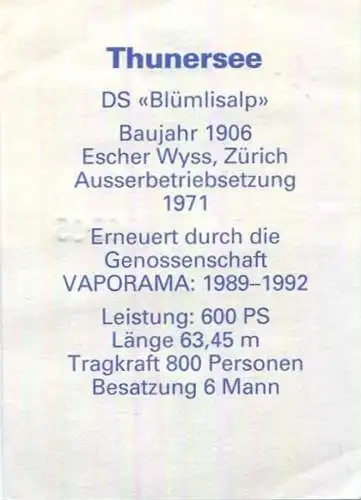 Thunersee
DS «Blümlisalp»
Baujahr 1906
Escher Wyss, Zürich
Ausserbetriebsetzung
1971
Erneuert durch die
Genossenschaft
VAPORAMA: 1989–1992
Leistung: 600 PS
Länge 63,45 m
Tragkraft 800 Personen
Besatzung 6 Mann